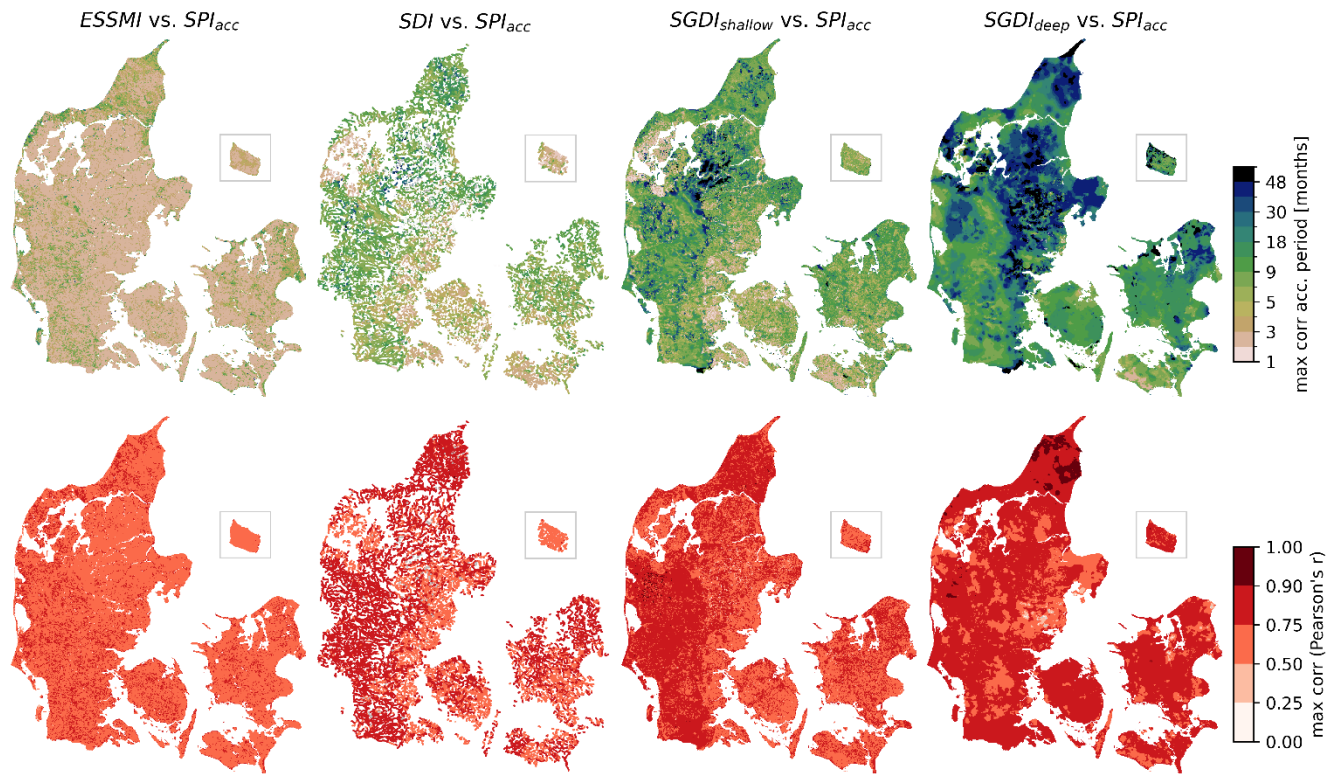 ESSMI vs. SPIacc
SDI vs. SPIacc
SGDIshallow vs. SPIacc
SGDIdeep vs. SPIacc
48
30
18
9
5
3
1
max corr acc. period [months]
1.00
0.90
0.75
0.50
0.25
0.00
max corr (Pearson's r)